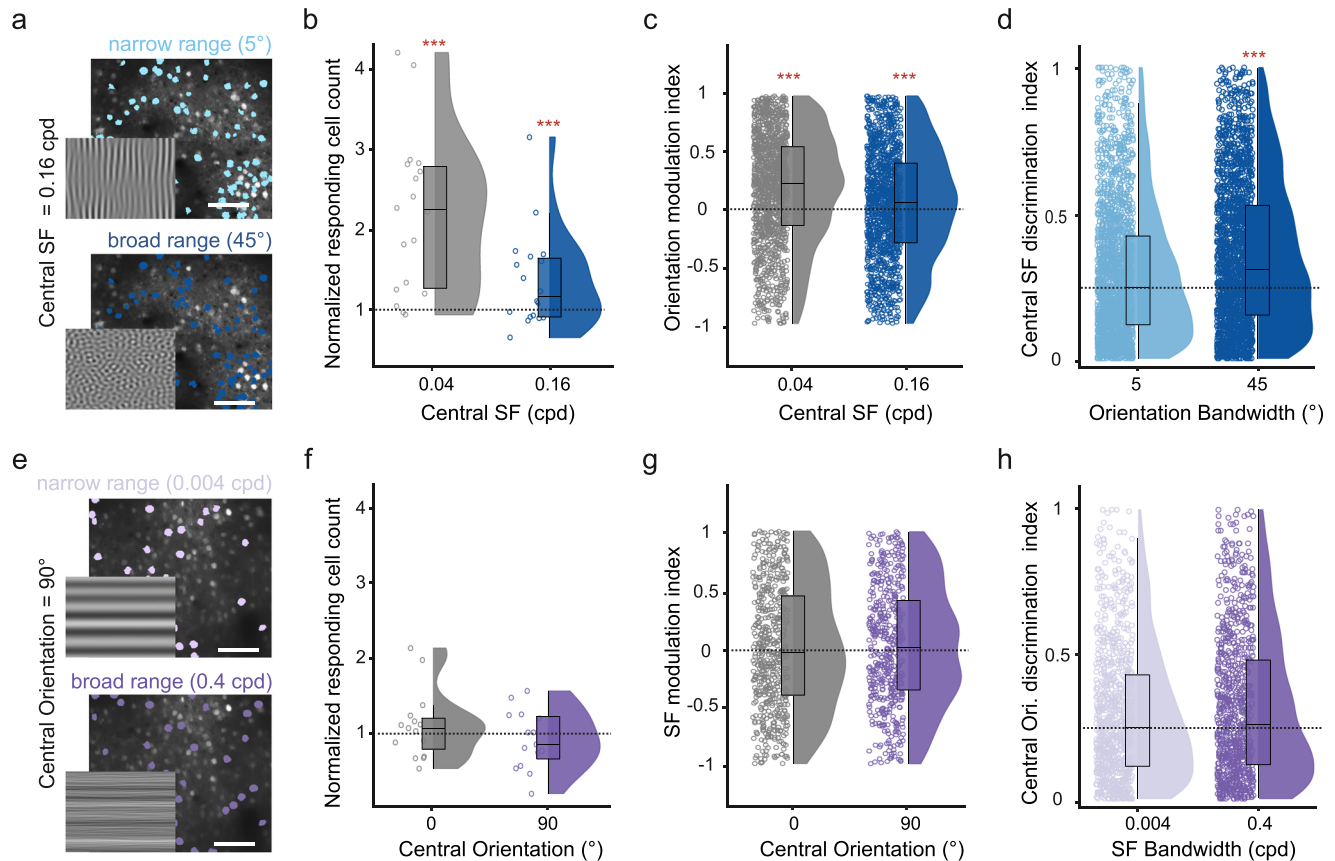 a
narrow range (5°)
Central SF = 0.16 cpd
broad range (45°)
b
Normalized responding cell count
4
3
2
1
***
***
0.04
0.16
Central SF (cpd)
c
Orientation modulation index
1
0.5
0
-0.5
-1
***
***
0.04
0.16
Central SF (cpd)
d
Central SF discrimination index
1
0.5
0
***
5
45
Orientation Bandwidth (°)
e
narrow range (0.004 cpd)
Central Orientation = 90°
broad range (0.4 cpd)
f
Normalized responding cell count
4
3
2
1
0
0
90
Central Orientation (°)
g
SF modulation index
1
0.5
0
-0.5
-1
0
90
Central Orientation (°)
h
Central Ori. discrimination index
1
0.5
0
0.004
0.4
SF Bandwidth (cpd)